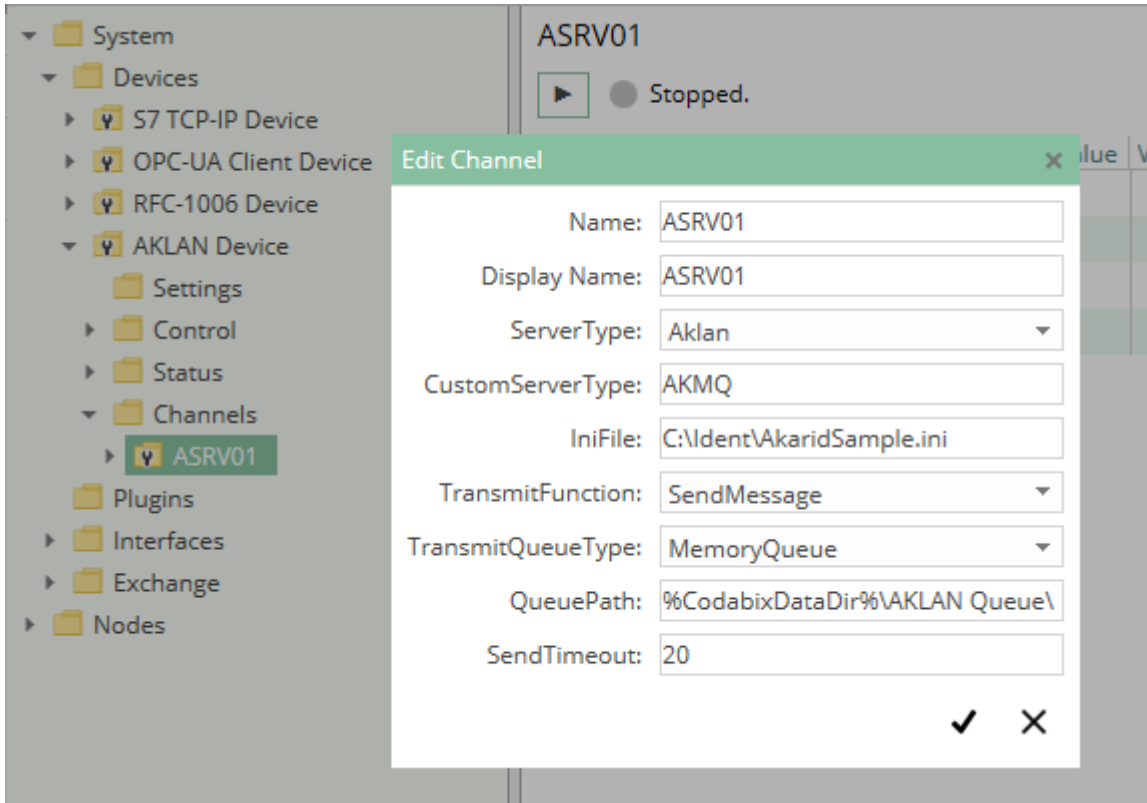 System
Devices
S7 TCP-IP Device
OPC-UA Client Device
RFC-1006 Device
AKLAN Device
Settings
Control
Status
Channels
ASRV01
Plugins
Interfaces
Exchange
Nodes
ASRV01
Stopped.
Edit Channel
Name: ASRV01
Display Name: ASRV01
ServerType: Aklan
CustomServerType: AKMQ
IniFile: C:\Ident\AkaridSample.ini
TransmitFunction: SendMessage
TransmitQueueType: MemoryQueue
QueuePath: %CodabixDataDir%\AKLAN Queue\
SendTimeout: 20